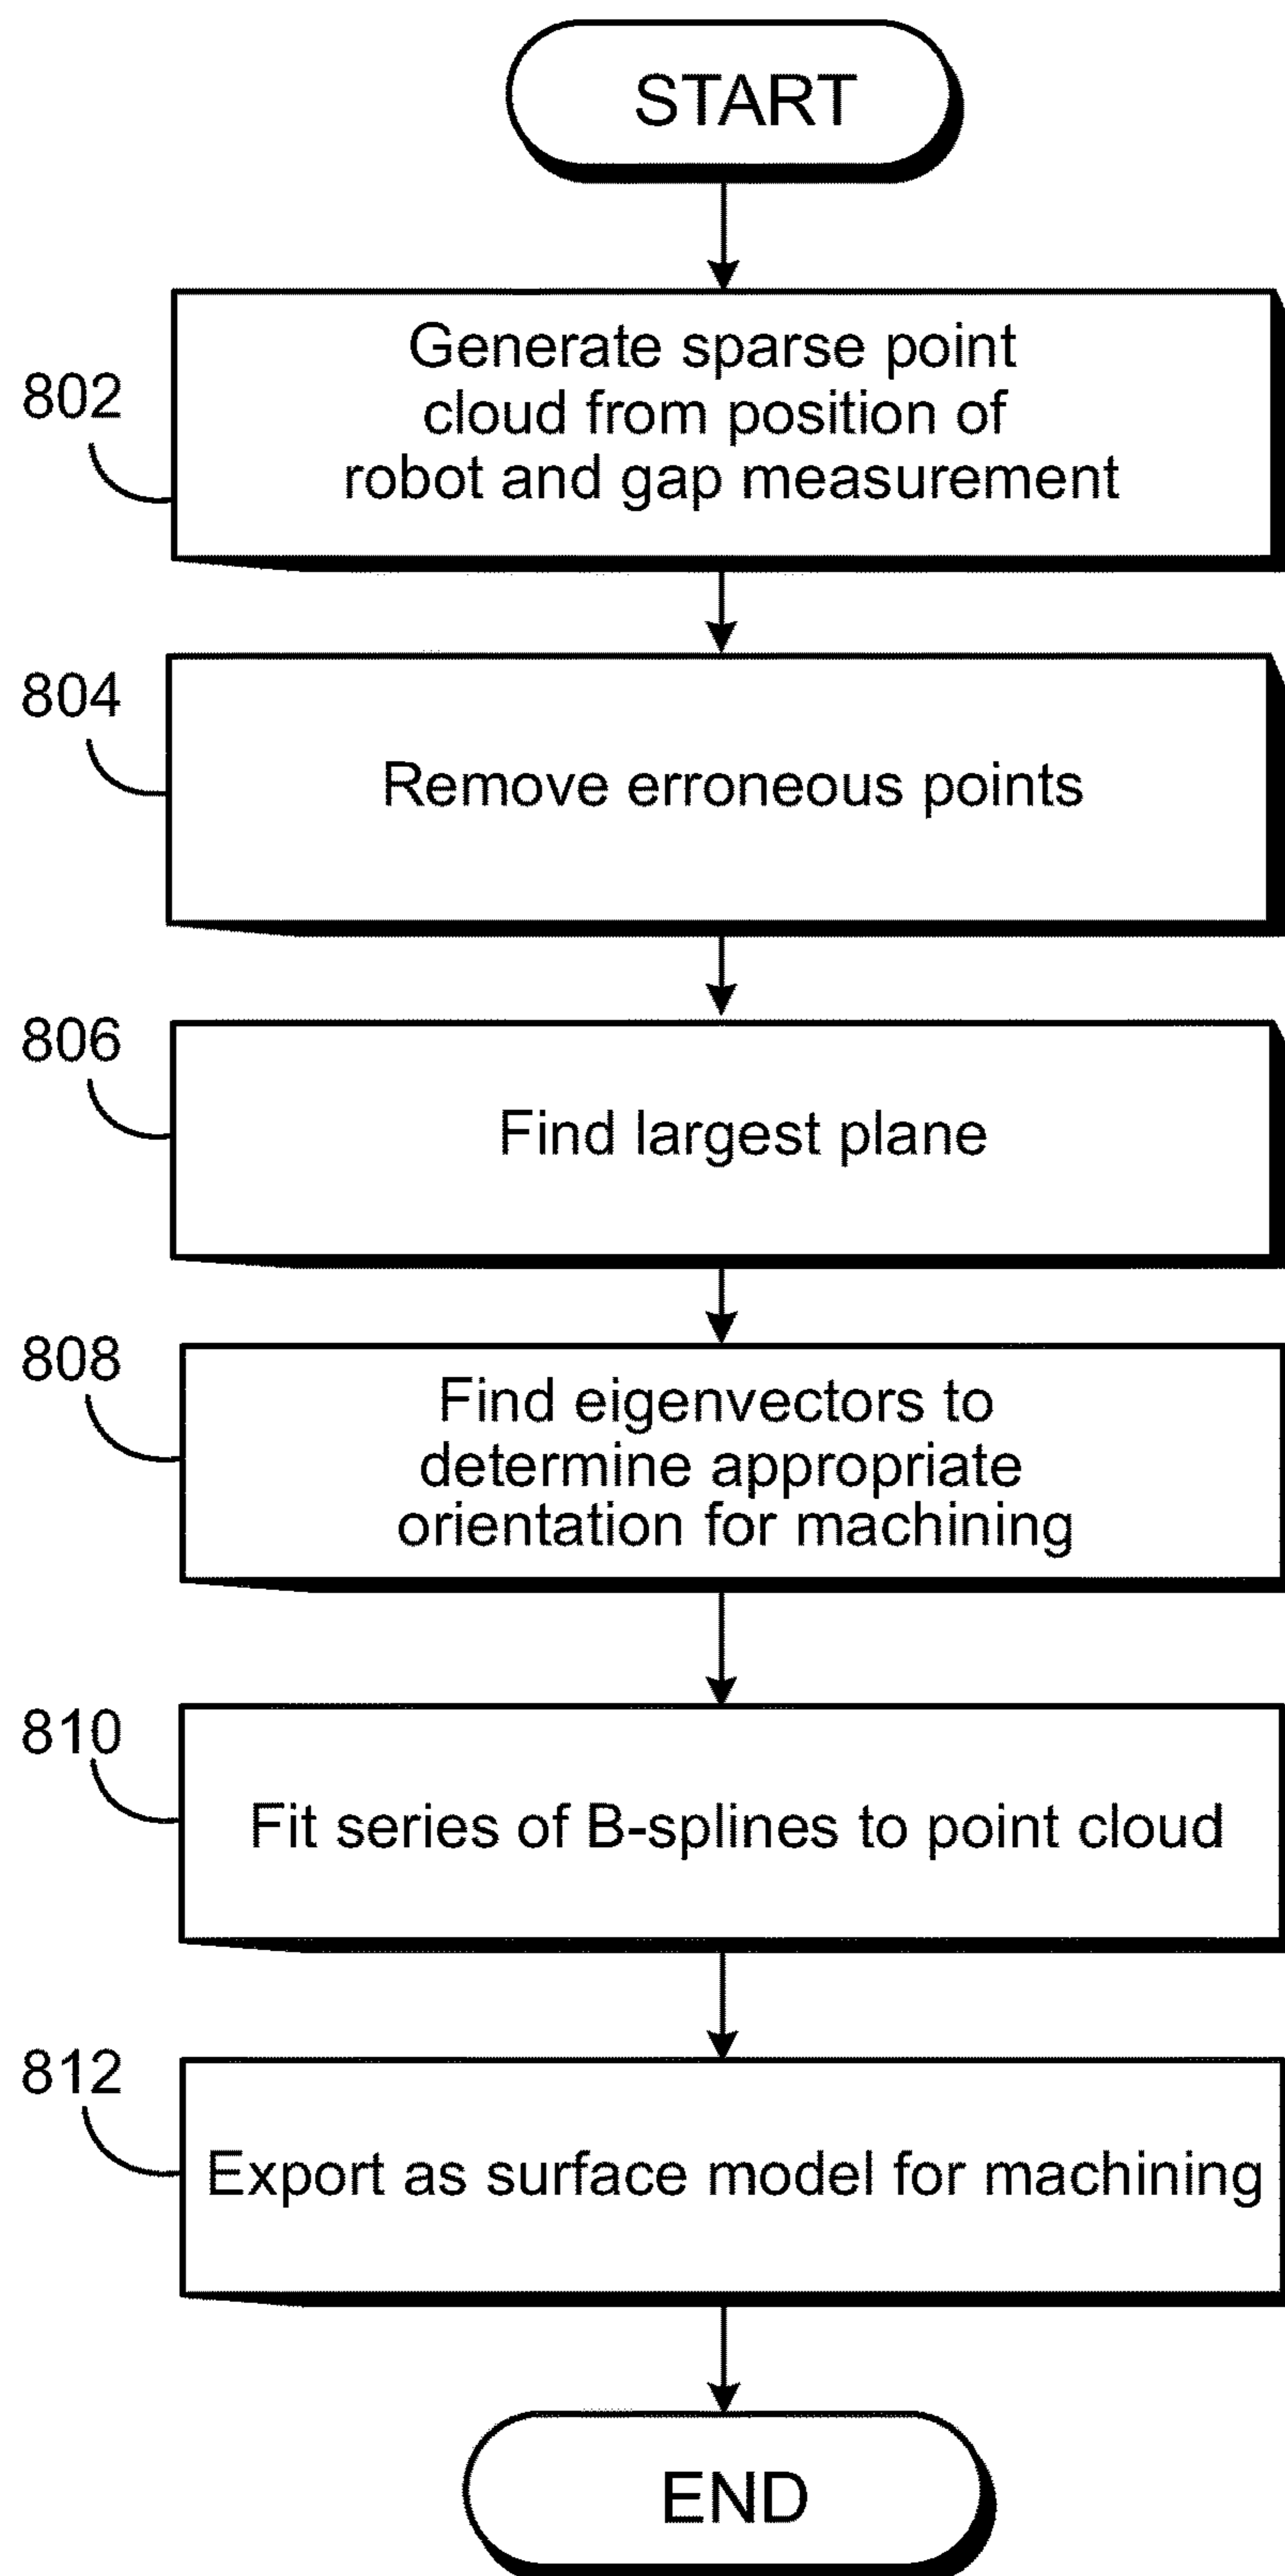 START
802
Generate sparse point
cloud from position of
robot and gap measurement
804
Remove erroneous points
806
Find largest plane
808
Find eigenvectors to
determine appropriate
orientation for machining
810
Fit series of B-splines to point cloud
812
Export as surface model for machining
END